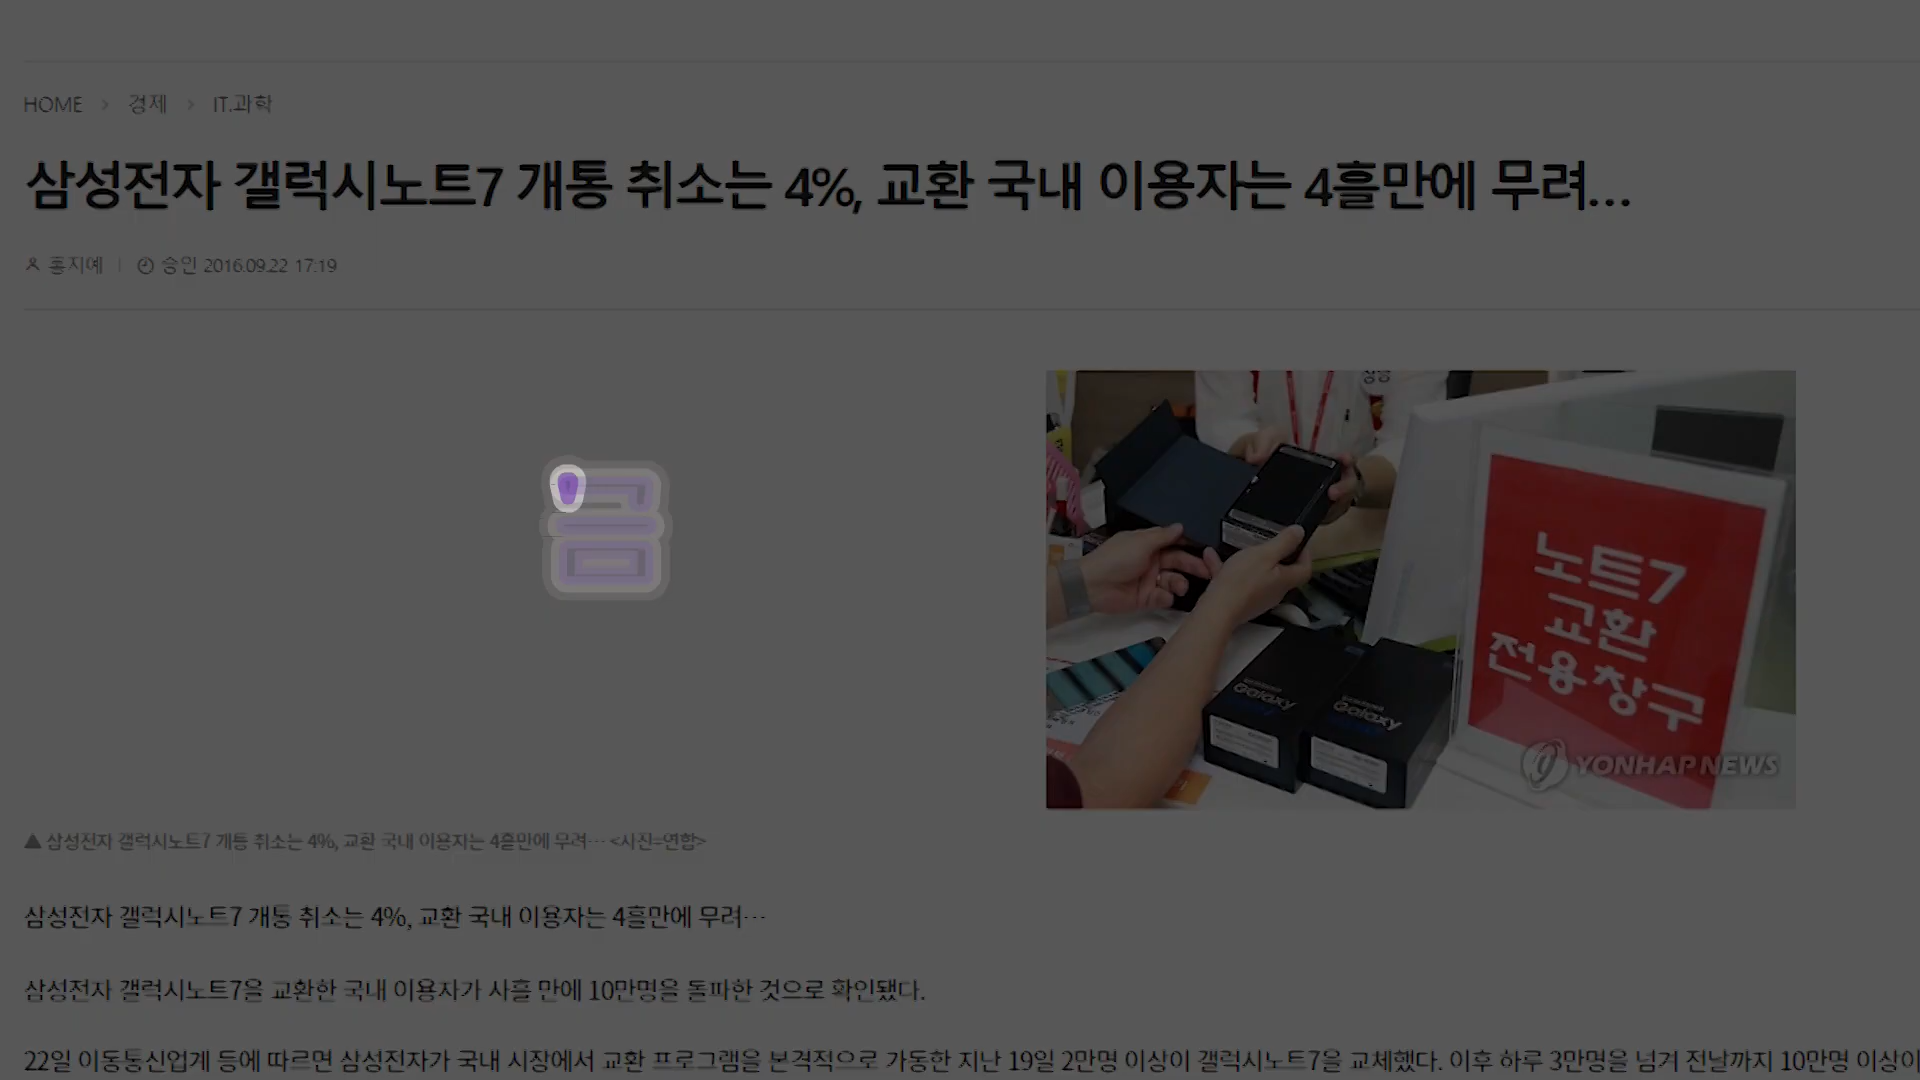 HOME > 경제 > IT.과학
삼성전자 갤럭시노트7 개통 취소는 4%, 교환 국내 이용자는 4흘만에 무려…
홍지예 | 승인 2016.09.22 17:19
노트7
교환
전용창구
Galaxy
Galaxy
YONHAP NEWS
▲ 삼성전자 갤럭시노트7 개통 취소는 4%, 교환 국내 이용자는 4흘만에 무려… <사진=연합>
삼성전자 갤럭시노트7 개통 취소는 4%, 교환 국내 이용자는 4흘만에 무려…
삼성전자 갤럭시노트7을 교환한 국내 이용자가 사흘 만에 10만명을 돌파한 것으로 확인됐다.
22일 이동통신업계 등에 따르면 삼성전자가 국내 시장에서 교환 프로그램을 본격적으로 가동한 지난 19일 2만명 이상이 갤럭시노트7을 교체했다. 이후 하루 3만명을 넘겨 전날까지 10만명 이상이